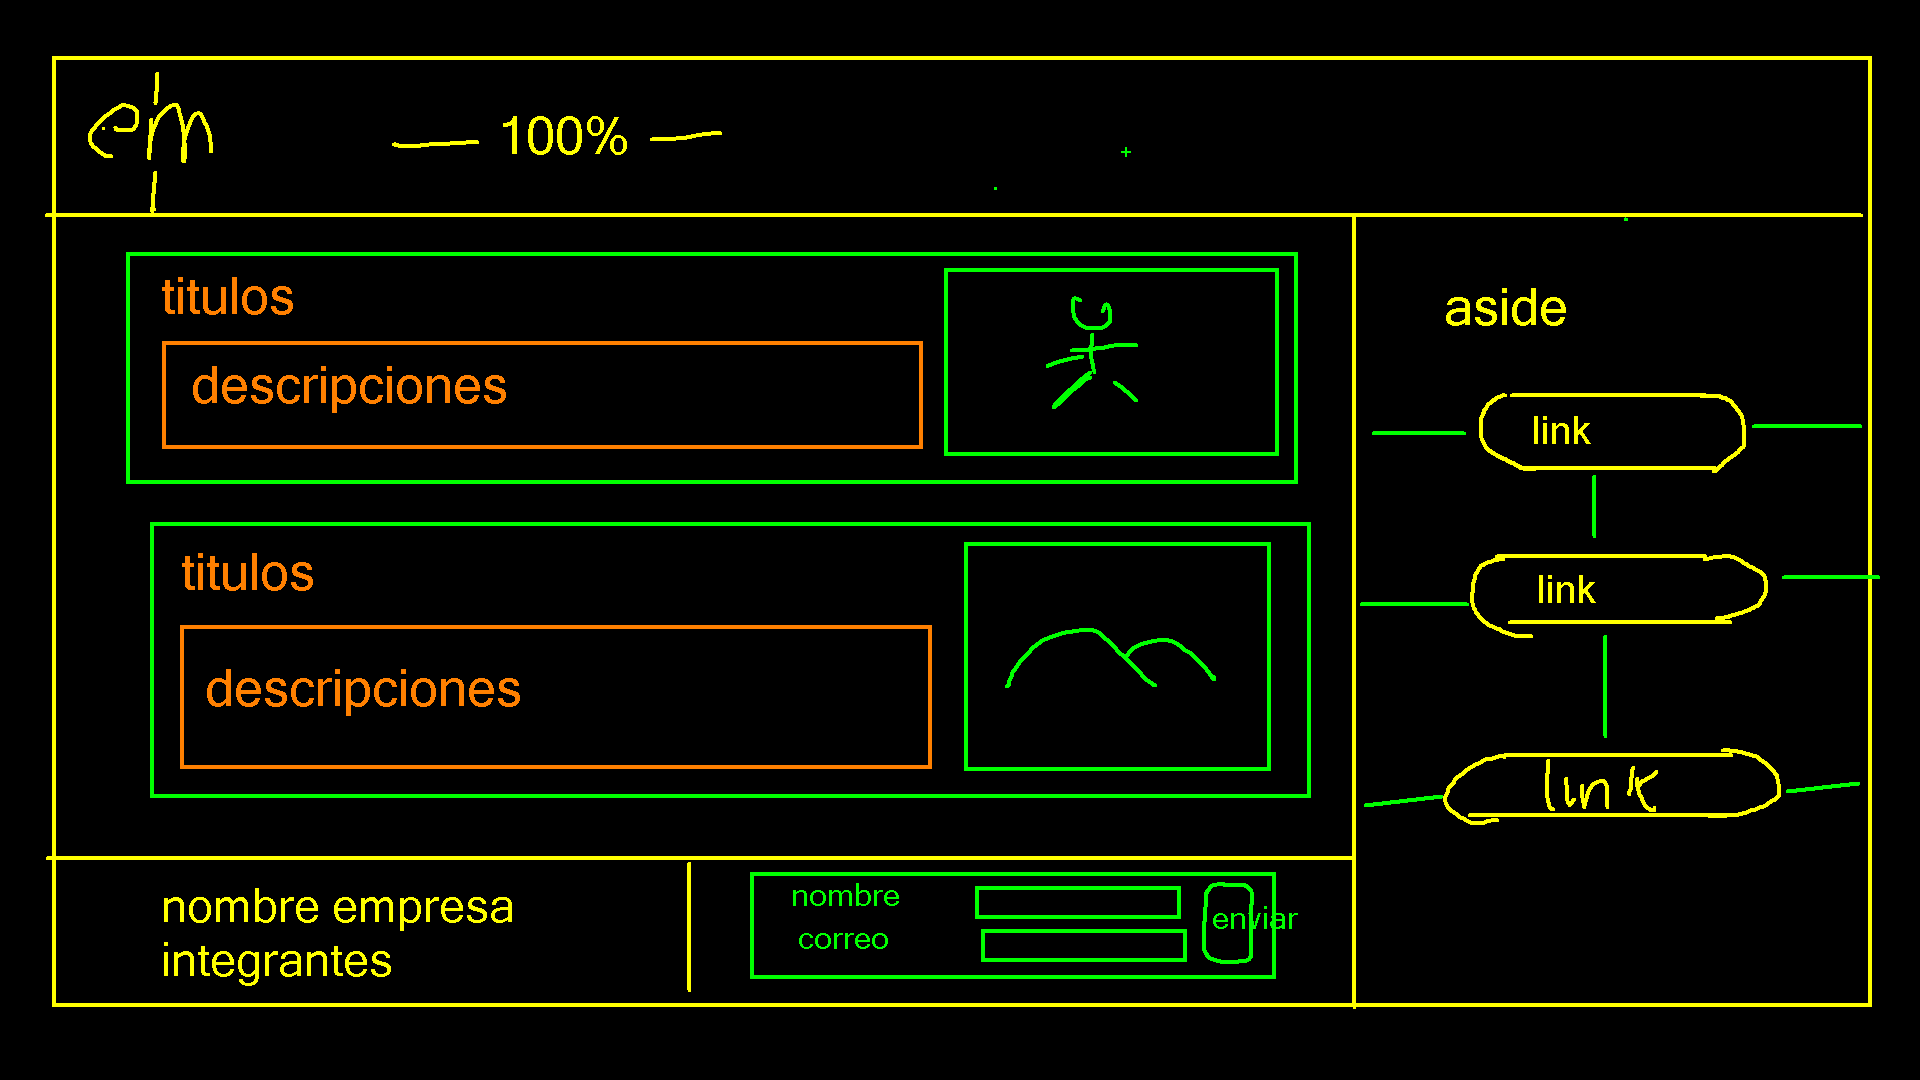 em
100%
titulos
descripciones
aside
link
link
titulos
descripciones
link
nombre empresa
integrantes
nombre
correo
enviar